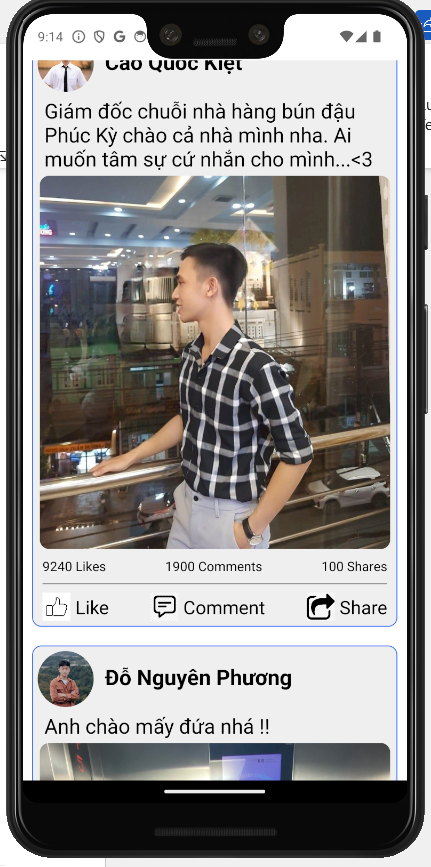 9:14
Cao Quốc Kiệt
Giám đốc chuỗi nhà hàng bún đậu
Phúc Kỳ chào cả nhà mình nha. Ai
muốn tâm sự cứ nhắn cho mình...<3
9240 Likes 1900 Comments 100 Shares
Like Comment Share
Đỗ Nguyên Phương
Anh chào mấy đứa nhá !!